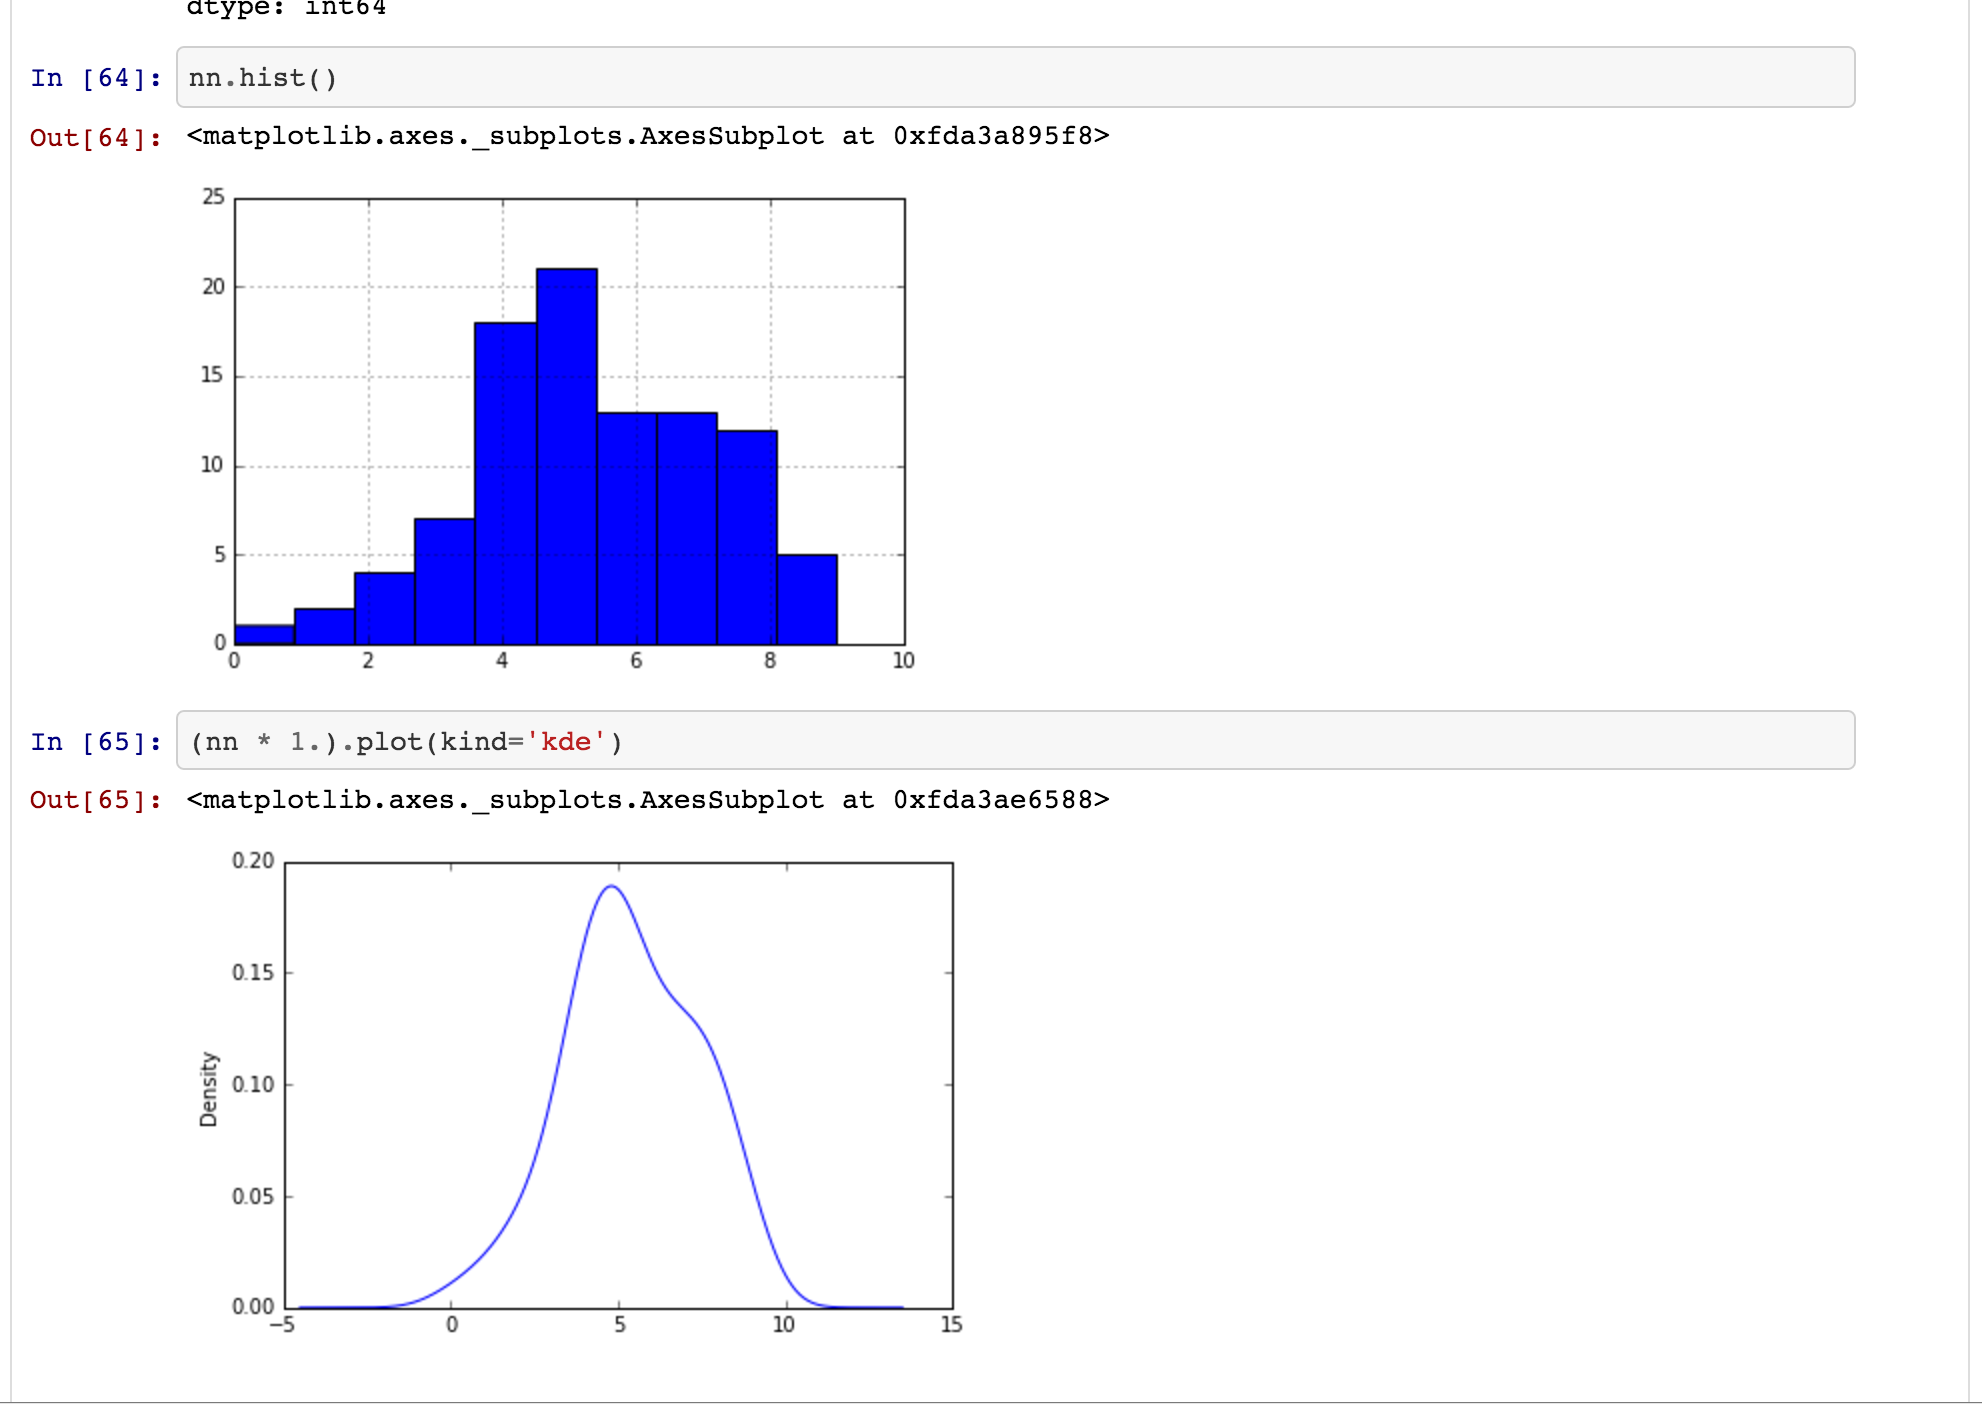 dtype: int64
In [64]: nn.hist()
Out[64]: <matplotlib.axes._subplots.AxesSubplot at 0xfda3a895f8>
25
20
15
10
5
0
0 2 4 6 8 10
In [65]: (nn * 1.).plot(kind='kde')
Out[65]: <matplotlib.axes._subplots.AxesSubplot at 0xfda3ae6588>
0.20
0.15
0.10
0.05
0.00
Density
−5 0 5 10 15